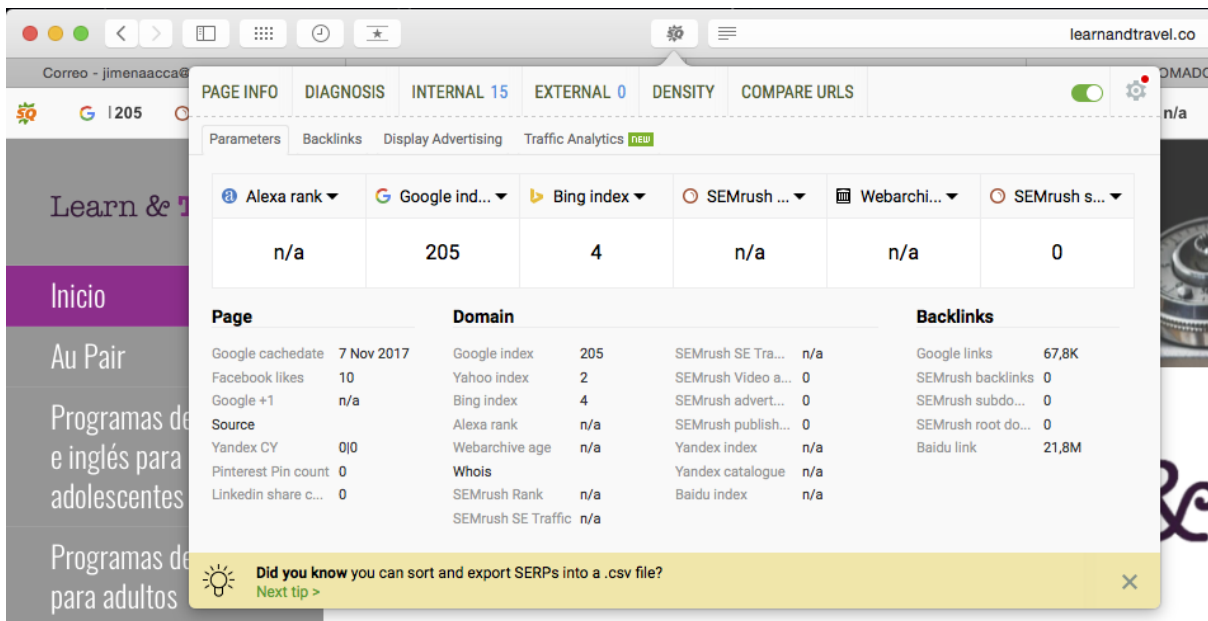 learnandtravel.co
Correo - jimenaacca@
OMADO
205
n/a
PAGE INFO DIAGNOSIS INTERNAL 15 EXTERNAL 0 DENSITY COMPARE URLS
Parameters Backlinks Display Advertising Traffic Analytics new
Alexa rank Google ind... Bing index SEMrush ... Webarchi... SEMrush s...
n/a 205 4 n/a n/a 0
Page
Google cachedate 7 Nov 2017
Facebook likes 10
Google +1 n/a
Source
Yandex CY 0|0
Pinterest Pin count 0
Linkedin share c... 0
Domain
Google index 205
Yahoo index 2
Bing index 4
Alexa rank n/a
Webarchive age n/a
Whois
SEMrush Rank n/a
SEMrush SE Traffic n/a
SEMrush SE Tra... n/a
SEMrush Video a... 0
SEMrush advert... 0
SEMrush publish... 0
Yandex index n/a
Yandex catalogue n/a
Baidu index n/a
Backlinks
Google links 67,8K
SEMrush backlinks 0
SEMrush subdo... 0
SEMrush root do... 0
Baidu link 21,8M
Did you know you can sort and export SERPs into a .csv file?
Next tip >
Learn & T
Inicio
Au Pair
Programas de
e inglés para
adolescentes
Programas de
para adultos
&